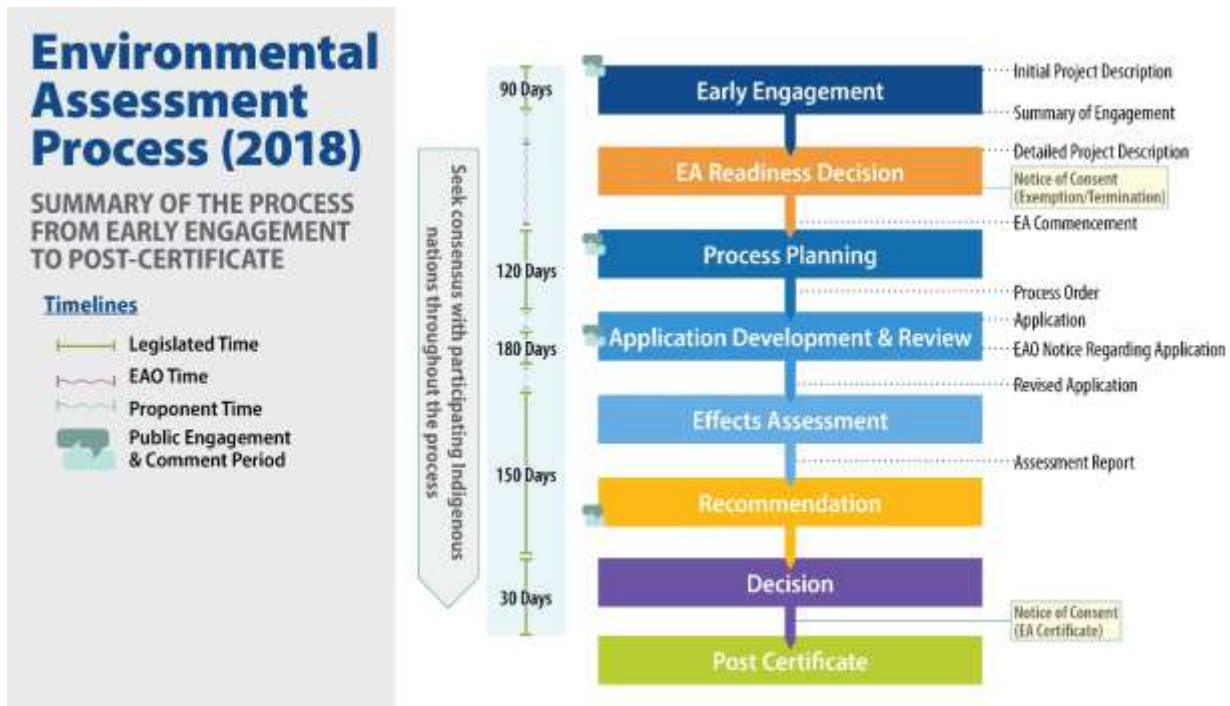 Environmental
Assessment
Process (2018)
SUMMARY OF THE PROCESS
FROM EARLY ENGAGEMENT
TO POST-CERTIFICATE
Timelines
Legislated Time
EAO Time
Proponent Time
Public Engagement
& Comment Period
Seek consensus with participating Indigenous
nations throughout the process
90 Days
120 Days
180 Days
150 Days
30 Days
Early Engagement
EA Readiness Decision
Process Planning
Application Development & Review
Effects Assessment
Recommendation
Decision
Post Certificate
Initial Project Description
Summary of Engagement
Detailed Project Description
Notice of Consent
(Exemption/Termination)
EA Commencement
Process Order
Application
EAO Notice Regarding Application
Revised Application
Assessment Report
Notice of Consent
(EA Certificate)